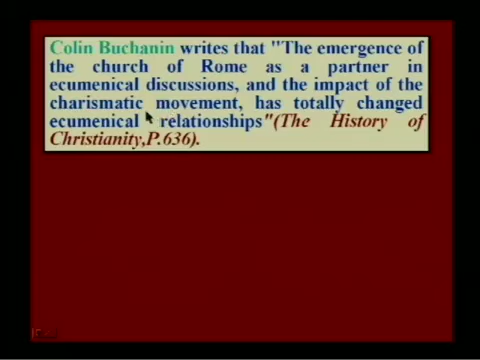 Colin Buchanin writes that "The emergence of
the church of Rome as a partner in
ecumenical discussions, and the impact of the
charismatic movement, has totally changed
ecumenical relationships"(The History of
Christianity,P.636).